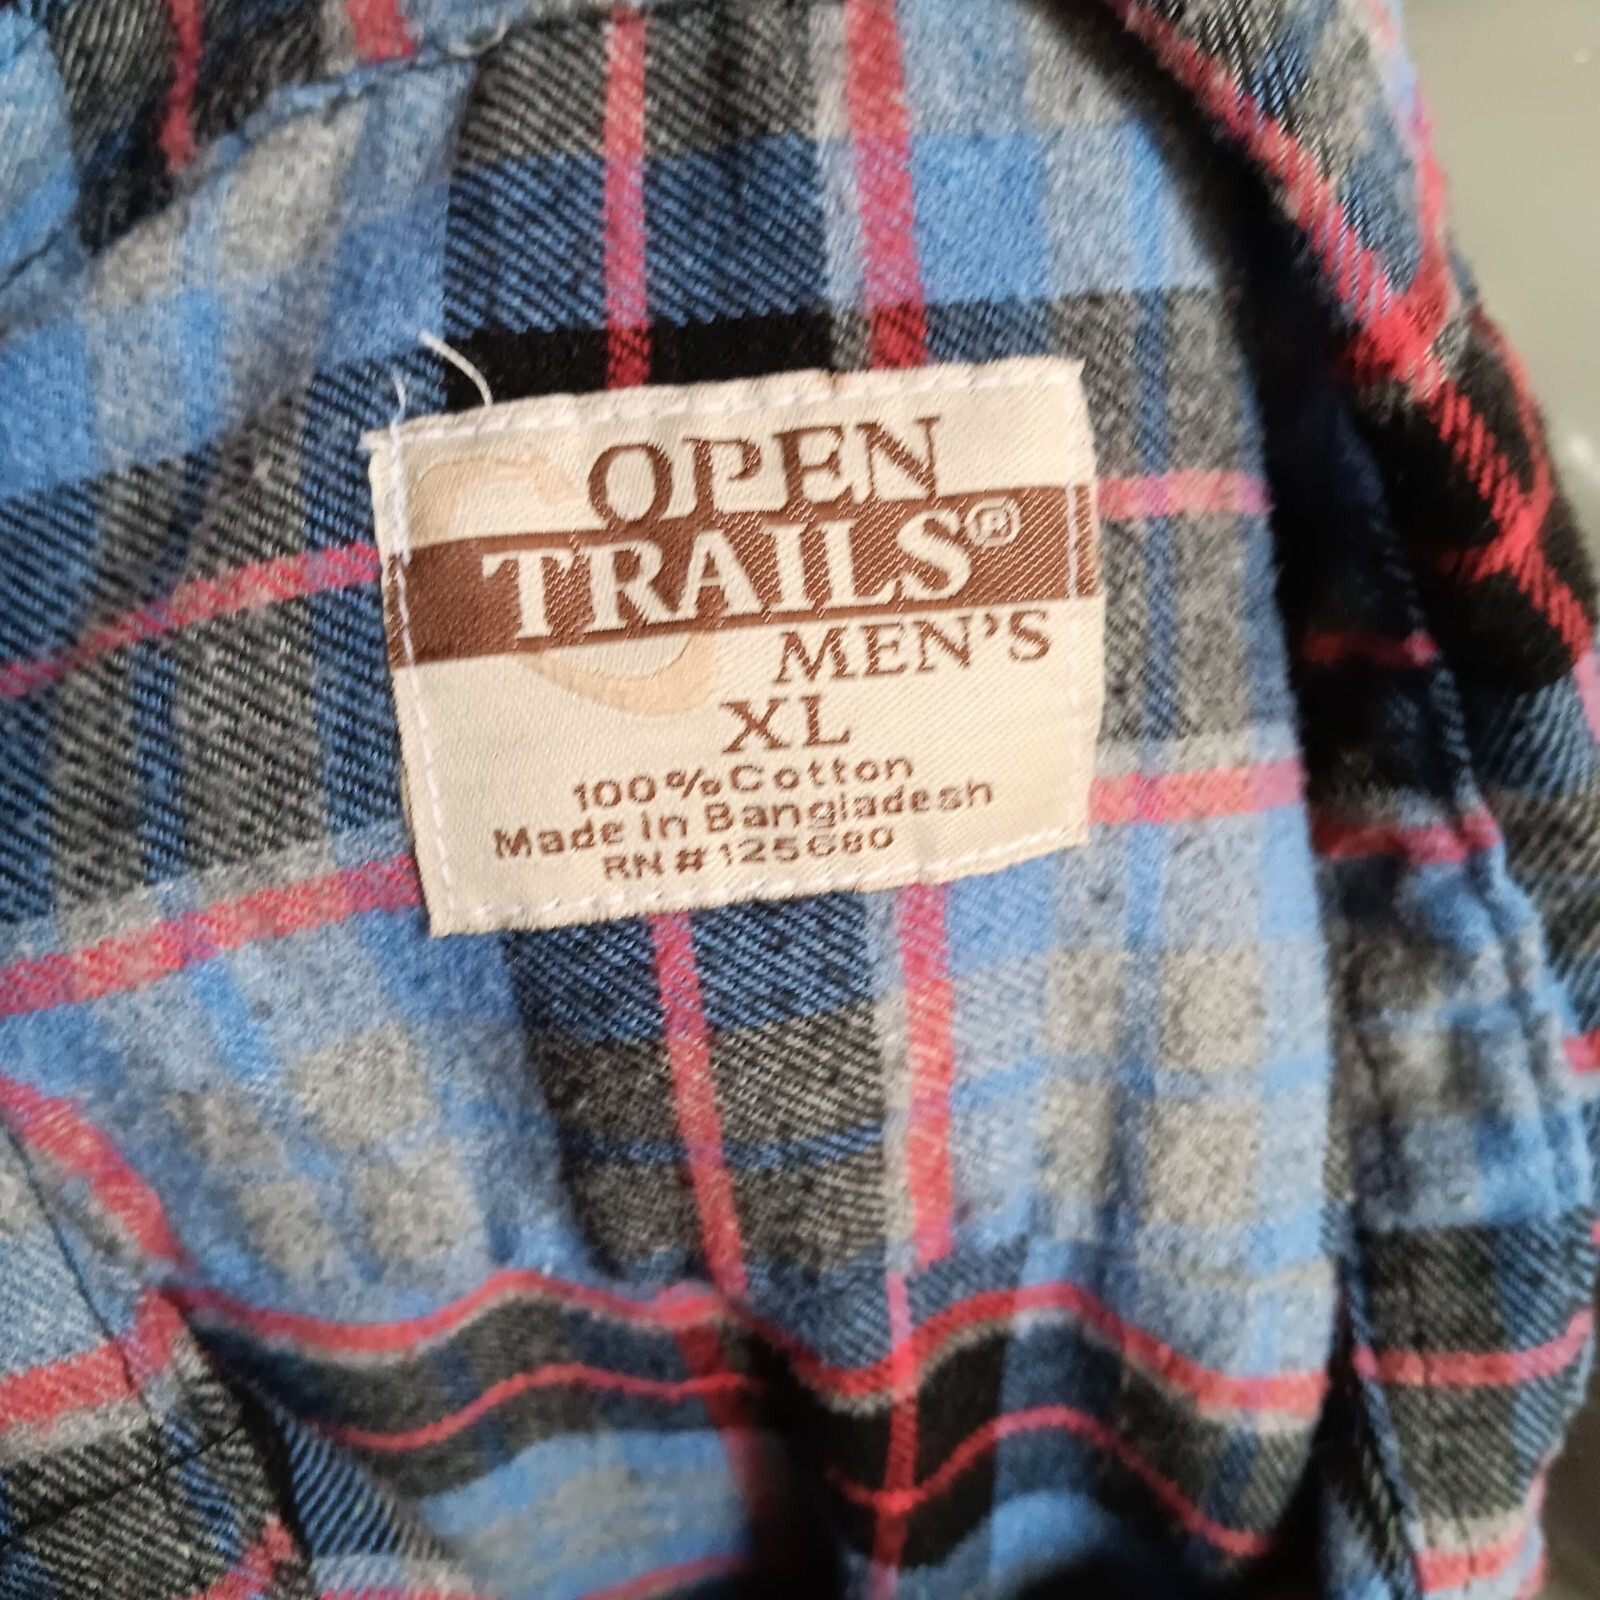 OPEN
TRAILS®
MEN'S
XL
100% Cotton
Made in Bangladesh
RN # 125680